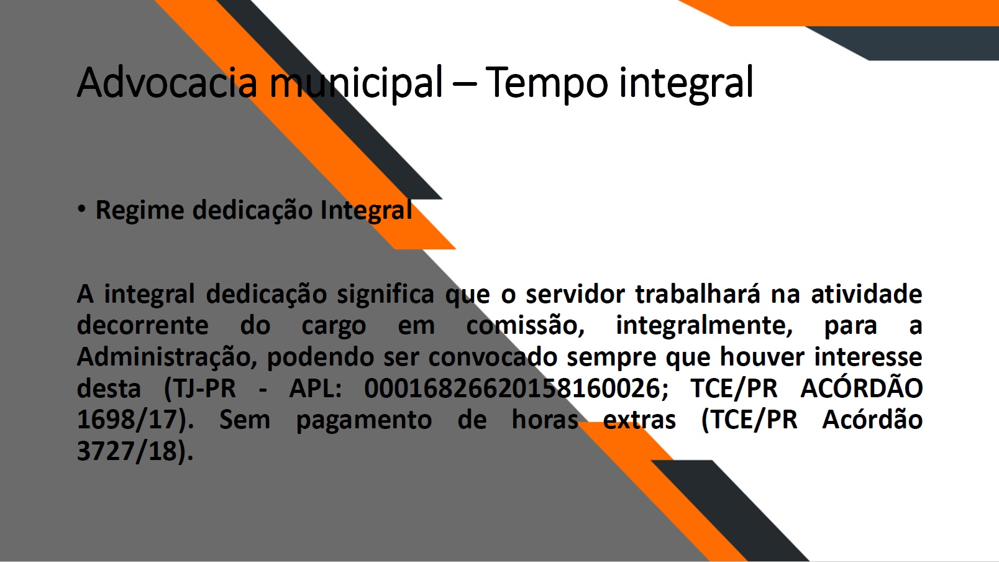 Advocacia municipal – Tempo integral
• Regime dedicação Integral
A integral dedicação significa que o servidor trabalhará na atividade
decorrente do cargo em comissão, integralmente, para a
Administração, podendo ser convocado sempre que houver interesse
desta (TJ-PR - APL: 00016826620158160026; TCE/PR ACÓRDÃO
1698/17). Sem pagamento de horas extras (TCE/PR Acórdão
3727/18).